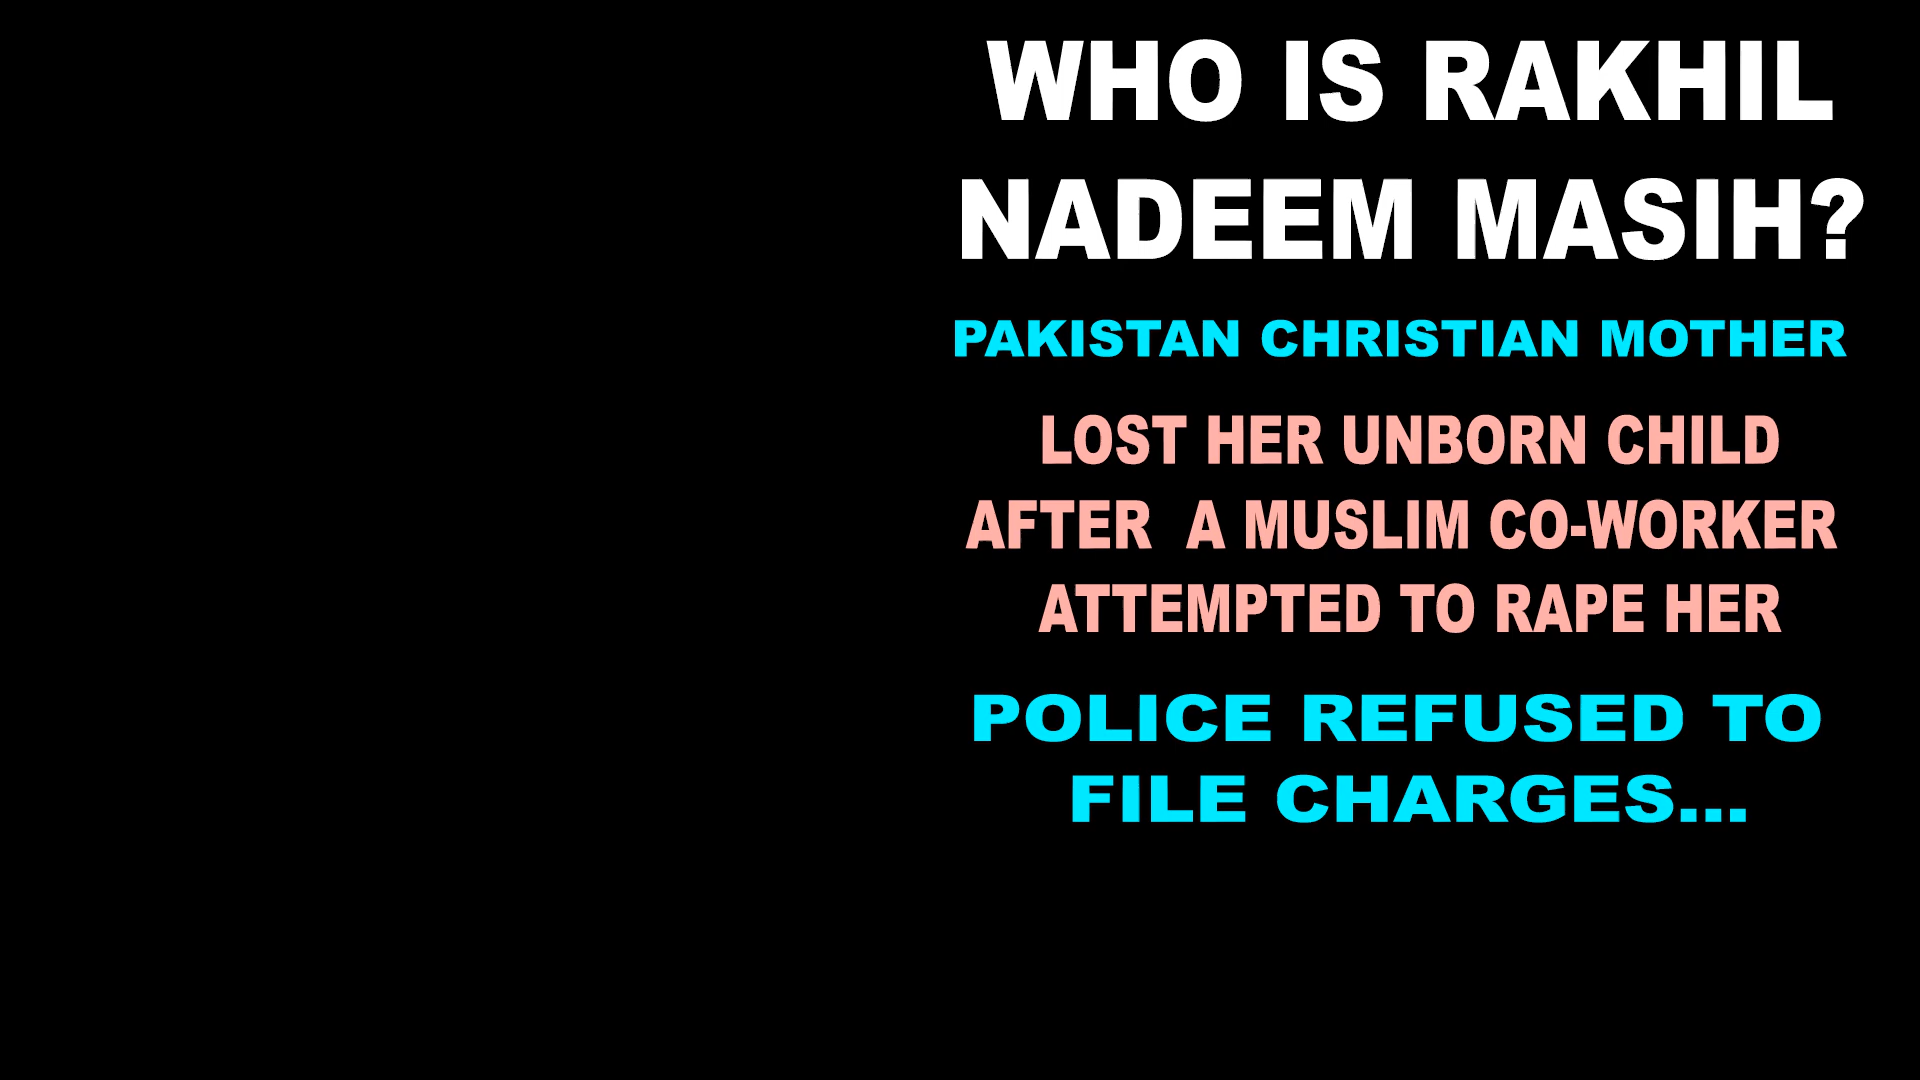 WHO IS RAKHIL
NADEEM MASIH?
PAKISTAN CHRISTIAN MOTHER
LOST HER UNBORN CHILD
AFTER  A MUSLIM CO-WORKER
ATTEMPTED TO RAPE HER
POLICE REFUSED TO
FILE CHARGES...